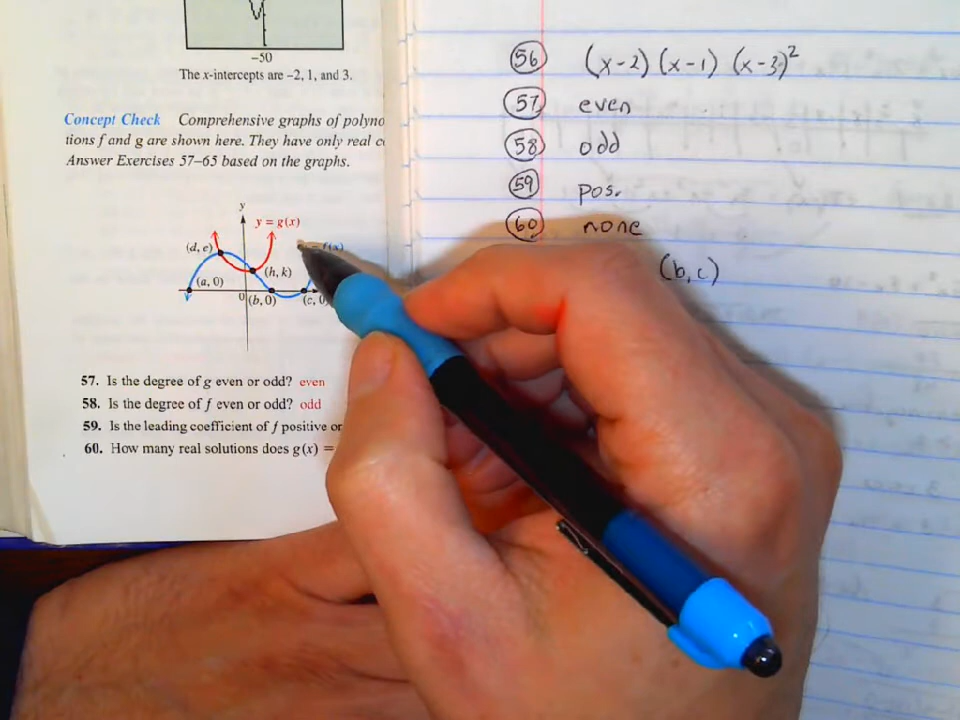 -50
The x-intercepts are -2, 1, and 3.
Concept Check Comprehensive graphs of polyno
tions f and g are shown here. They have only real c
Answer Exercises 57–65 based on the graphs.
y
y = g(x)
(d, e)
f(x)
(h, k)
(a, 0)
0
(b, 0)
(c, 0
57. Is the degree of g even or odd? even
58. Is the degree of f even or odd? odd
59. Is the leading coefficient of f positive or
60. How many real solutions does g(x) =
56 (x-2) (x-1) (x-3)²
57 even
58 odd
59 pos.
60 none
(b, c)